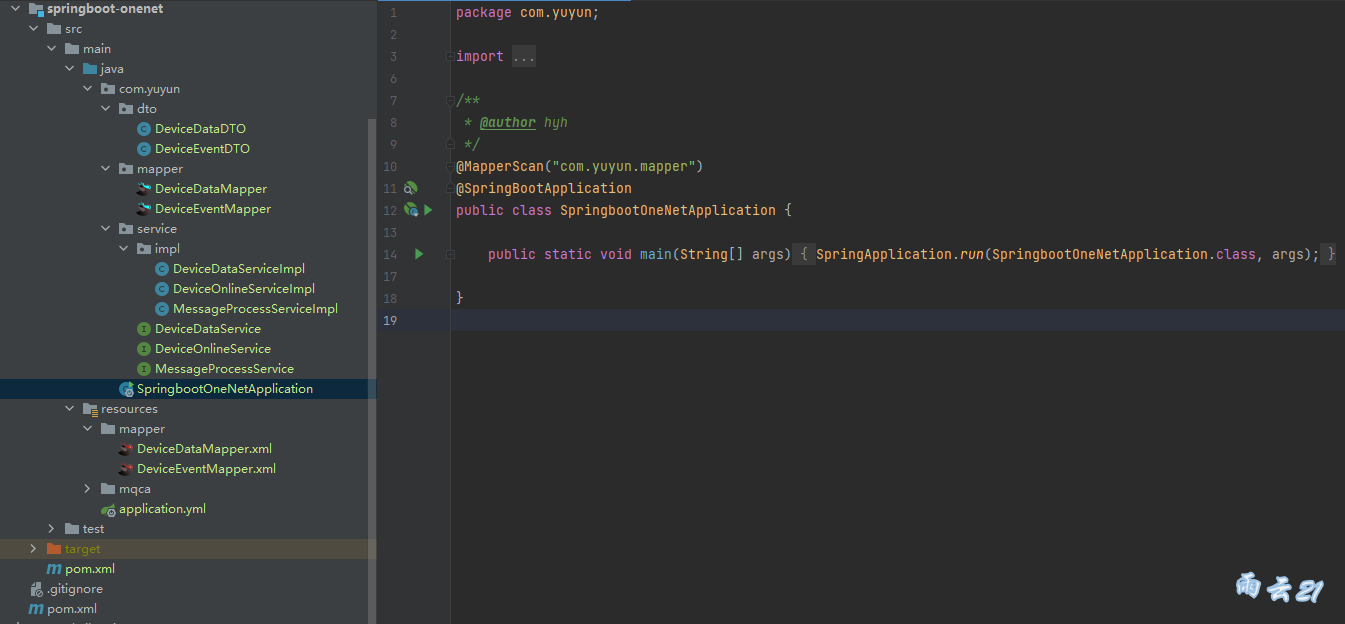 springboot-onenet
src
main
java
com.yuyun
dto
DeviceDataDTO
DeviceEventDTO
mapper
DeviceDataMapper
DeviceEventMapper
service
impl
DeviceDataServiceImpl
DeviceOnlineServiceImpl
MessageProcessServiceImpl
DeviceDataService
DeviceOnlineService
MessageProcessService
SpringbootOneNetApplication
resources
mapper
DeviceDataMapper.xml
DeviceEventMapper.xml
mqca
application.yml
test
target
pom.xml
.gitignore
pom.xml
1 package com.yuyun;
2
3 import ...
6
7 /**
8 * @author hyh
9 */
10 @MapperScan("com.yuyun.mapper")
11 @SpringBootApplication
12 public class SpringbootOneNetApplication {
13
14 public static void main(String[] args) { SpringApplication.run(SpringbootOneNetApplication.class, args); }
17
18 }
19
雨云21